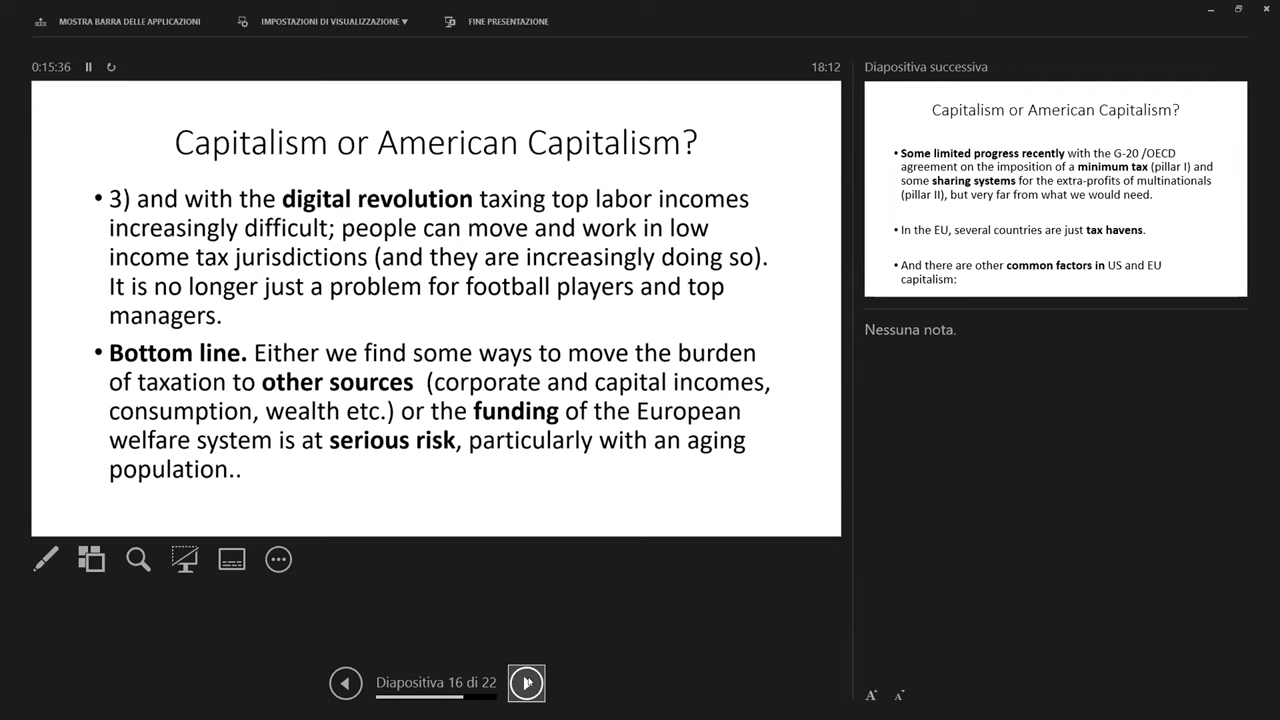 MOSTRA BARRA DELLE APPLICAZIONI
IMPOSTAZIONI DI VISUALIZZAZIONE ▼
FINE PRESENTAZIONE
0:15:36
18:12
Capitalism or American Capitalism?
• 3) and with the digital revolution taxing top labor incomes
increasingly difficult; people can move and work in low
income tax jurisdictions (and they are increasingly doing so).
It is no longer just a problem for football players and top
managers.
• Bottom line. Either we find some ways to move the burden
of taxation to other sources (corporate and capital incomes,
consumption, wealth etc.) or the funding of the European
welfare system is at serious risk, particularly with an aging
population..
Diapositiva 16 di 22
Diapositiva successiva
Capitalism or American Capitalism?
• Some limited progress recently with the G-20 /OECD
agreement on the imposition of a minimum tax (pillar I) and
some sharing systems for the extra-profits of multinationals
(pillar II), but very far from what we would need.
• In the EU, several countries are just tax havens.
• And there are other common factors in US and EU
capitalism:
Nessuna nota.
A A